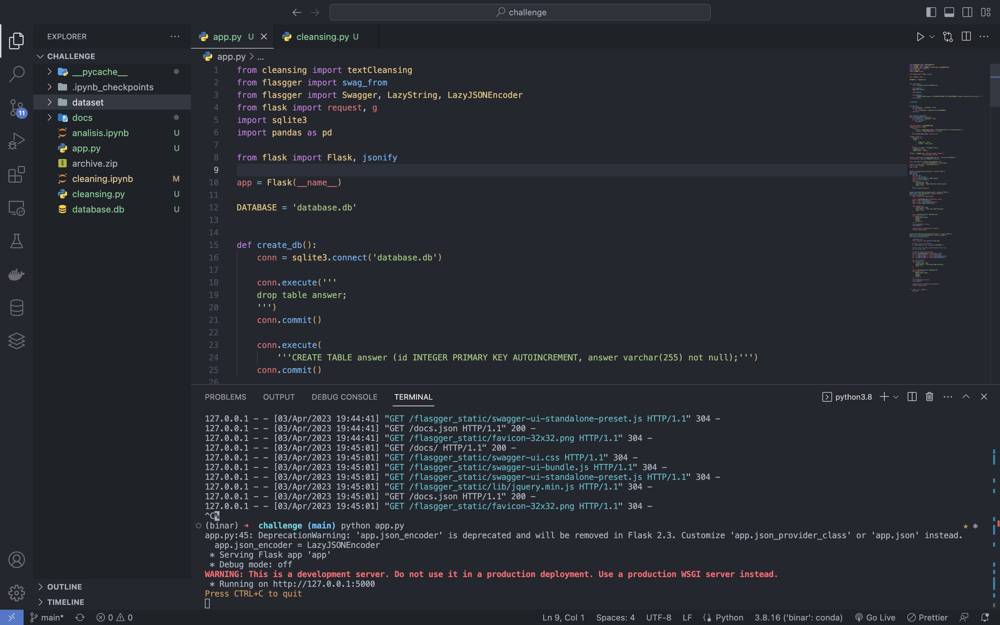 challenge
EXPLORER
CHALLENGE
__pycache__
.ipynb_checkpoints
dataset
docs
analisis.ipynb U
app.py U
archive.zip
cleaning.ipynb M
cleansing.py U
database.db U
OUTLINE
TIMELINE
11
app.py U
cleansing.py U
app.py > ...
1 from cleansing import textCleansing
2 from flasgger import swag_from
3 from flasgger import Swagger, LazyString, LazyJSONEncoder
4 from flask import request, g
5 import sqlite3
6 import pandas as pd
7
8 from flask import Flask, jsonify
9
10 app = Flask(__name__)
11
12 DATABASE = 'database.db'
13
14
15 def create_db():
16 conn = sqlite3.connect('database.db')
17
18 conn.execute('''
19 drop table answer;
20 ''')
21 conn.commit()
22
23 conn.execute(
24 '''CREATE TABLE answer (id INTEGER PRIMARY KEY AUTOINCREMENT, answer varchar(255) not null);''')
25 conn.commit()
26
PROBLEMS OUTPUT DEBUG CONSOLE TERMINAL python3.8
127.0.0.1 - - [03/Apr/2023 19:44:41] "GET /flasgger_static/swagger-ui-standalone-preset.js HTTP/1.1" 304 -
127.0.0.1 - - [03/Apr/2023 19:44:41] "GET /docs.json HTTP/1.1" 200 -
127.0.0.1 - - [03/Apr/2023 19:44:41] "GET /flasgger_static/favicon-32x32.png HTTP/1.1" 304 -
127.0.0.1 - - [03/Apr/2023 19:45:01] "GET /docs/ HTTP/1.1" 200 -
127.0.0.1 - - [03/Apr/2023 19:45:01] "GET /flasgger_static/swagger-ui.css HTTP/1.1" 304 -
127.0.0.1 - - [03/Apr/2023 19:45:01] "GET /flasgger_static/swagger-ui-bundle.js HTTP/1.1" 304 -
127.0.0.1 - - [03/Apr/2023 19:45:01] "GET /flasgger_static/swagger-ui-standalone-preset.js HTTP/1.1" 304 -
127.0.0.1 - - [03/Apr/2023 19:45:01] "GET /flasgger_static/lib/jquery.min.js HTTP/1.1" 304 -
127.0.0.1 - - [03/Apr/2023 19:45:01] "GET /docs.json HTTP/1.1" 200 -
127.0.0.1 - - [03/Apr/2023 19:45:01] "GET /flasgger_static/favicon-32x32.png HTTP/1.1" 304 -
^C%
(binar) → challenge (main) python app.py
app.py:45: DeprecationWarning: 'app.json_encoder' is deprecated and will be removed in Flask 2.3. Customize 'app.json_provider_class' or 'app.json' instead.
app.json_encoder = LazyJSONEncoder
* Serving Flask app 'app'
* Debug mode: off
WARNING: This is a development server. Do not use it in a production deployment. Use a production WSGI server instead.
* Running on http://127.0.0.1:5000
Press CTRL+C to quit
main* 0 0 Ln 9, Col 1 Spaces: 4 UTF-8 LF Python 3.8.16 ('binar': conda) Go Live Prettier